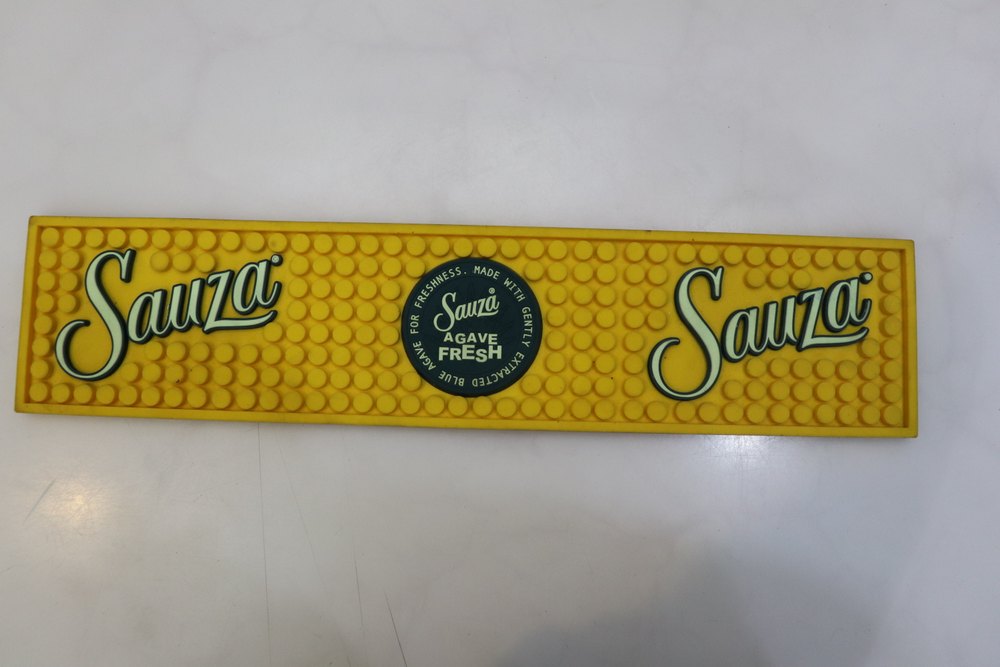 Sauza
MADE WITH GENTLY EXTRACTED BLUE AGAVE FOR FRESHNESS.
Sauza®
AGAVE
FRESH
Sauza